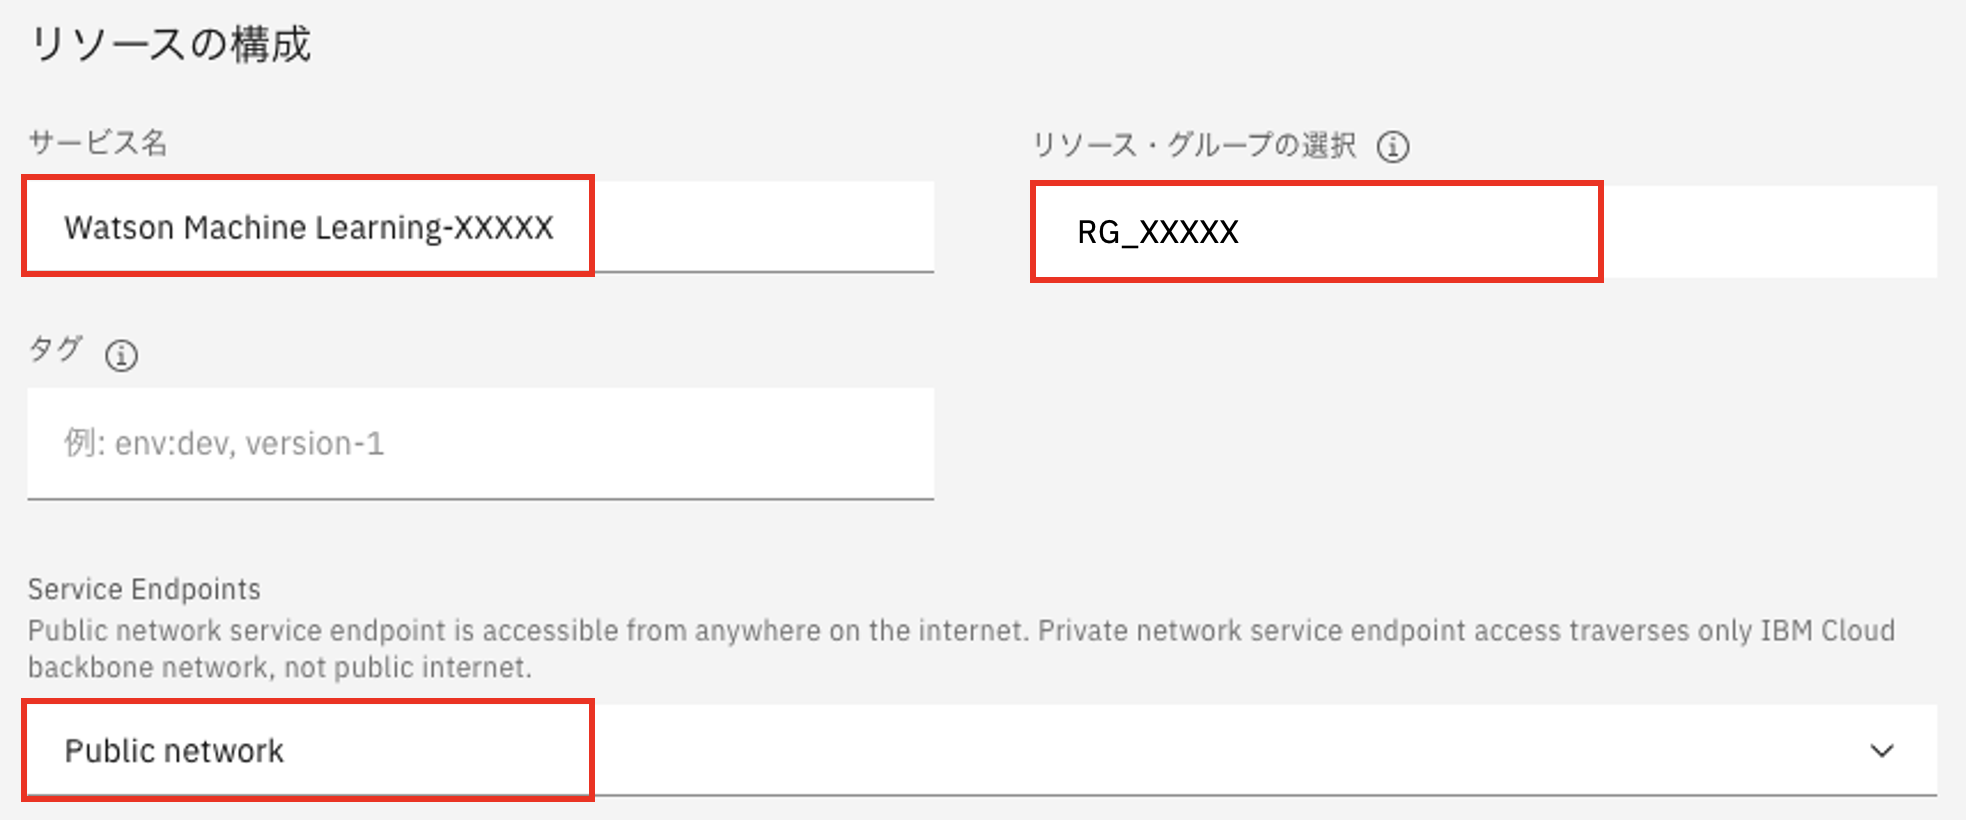 リソースの構成
サービス名
Watson Machine Learning-XXXXX
リソース・グループの選択
RG_XXXXX
タグ
例: env:dev, version-1
Service Endpoints
Public network service endpoint is accessible from anywhere on the internet. Private network service endpoint access traverses only IBM Cloud
backbone network, not public internet.
Public network